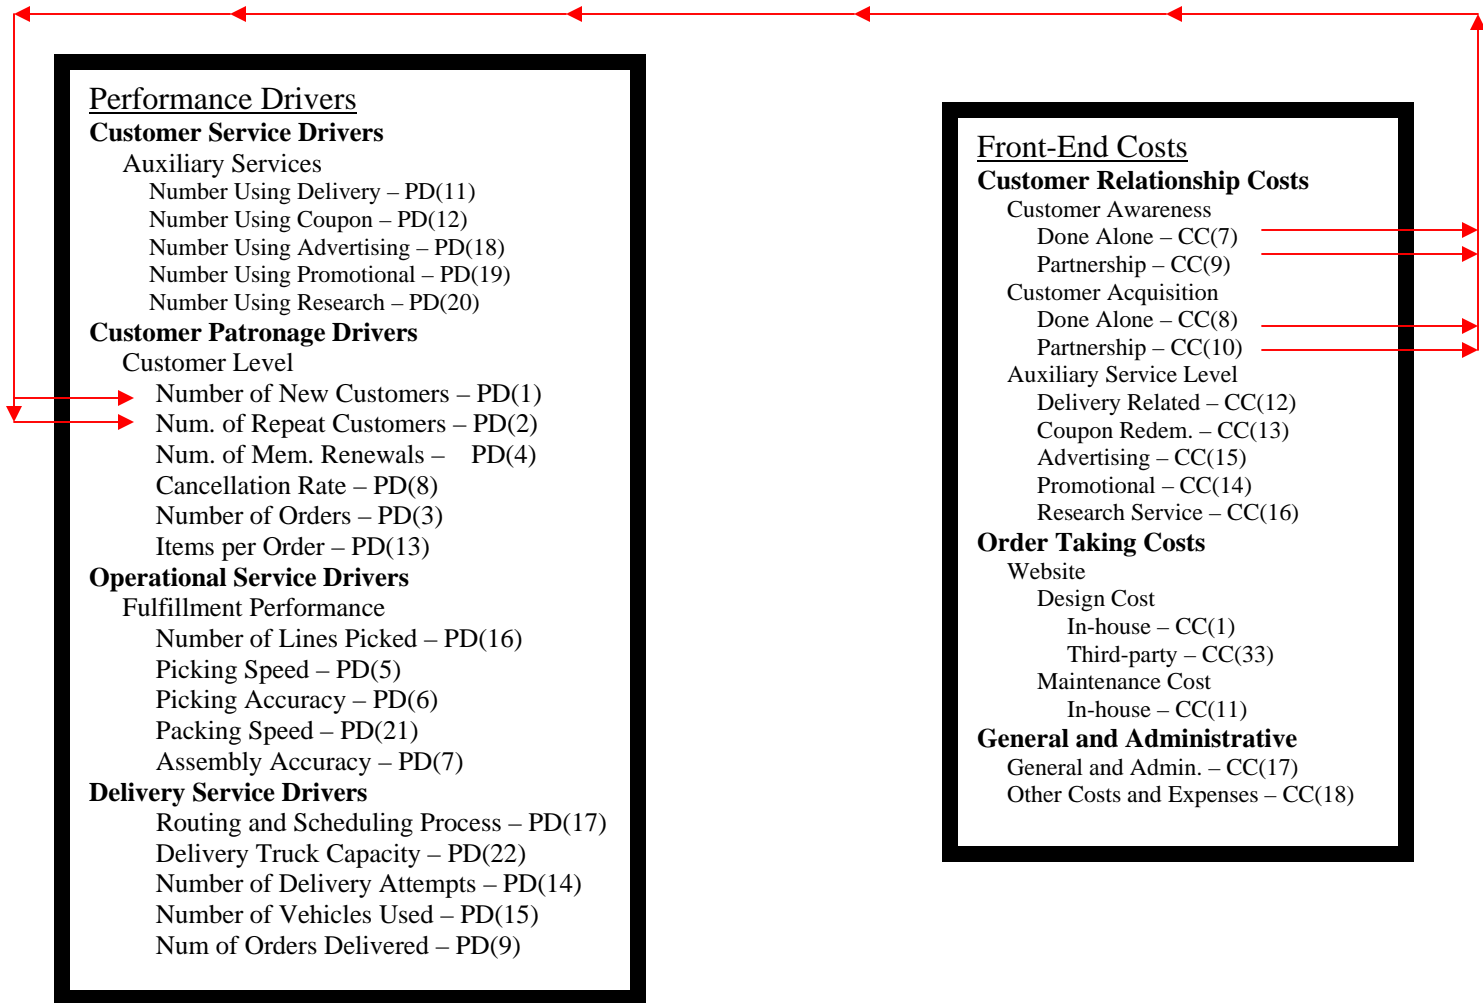 Performance Drivers
Customer Service Drivers
Auxiliary Services
Number Using Delivery – PD(11)
Number Using Coupon – PD(12)
Number Using Advertising – PD(18)
Number Using Promotional – PD(19)
Number Using Research – PD(20)
Customer Patronage Drivers
Customer Level
Number of New Customers – PD(1)
Num. of Repeat Customers – PD(2)
Num. of Mem. Renewals – PD(4)
Cancellation Rate – PD(8)
Number of Orders – PD(3)
Items per Order – PD(13)
Operational Service Drivers
Fulfillment Performance
Number of Lines Picked – PD(16)
Picking Speed – PD(5)
Picking Accuracy – PD(6)
Packing Speed – PD(21)
Assembly Accuracy – PD(7)
Delivery Service Drivers
Routing and Scheduling Process – PD(17)
Delivery Truck Capacity – PD(22)
Number of Delivery Attempts – PD(14)
Number of Vehicles Used – PD(15)
Num of Orders Delivered – PD(9)
Front-End Costs
Customer Relationship Costs
Customer Awareness
Done Alone – CC(7)
Partnership – CC(9)
Customer Acquisition
Done Alone – CC(8)
Partnership – CC(10)
Auxiliary Service Level
Delivery Related – CC(12)
Coupon Redem. – CC(13)
Advertising – CC(15)
Promotional – CC(14)
Research Service – CC(16)
Order Taking Costs
Website
Design Cost
In-house – CC(1)
Third-party – CC(33)
Maintenance Cost
In-house – CC(11)
General and Administrative
General and Admin. – CC(17)
Other Costs and Expenses – CC(18)